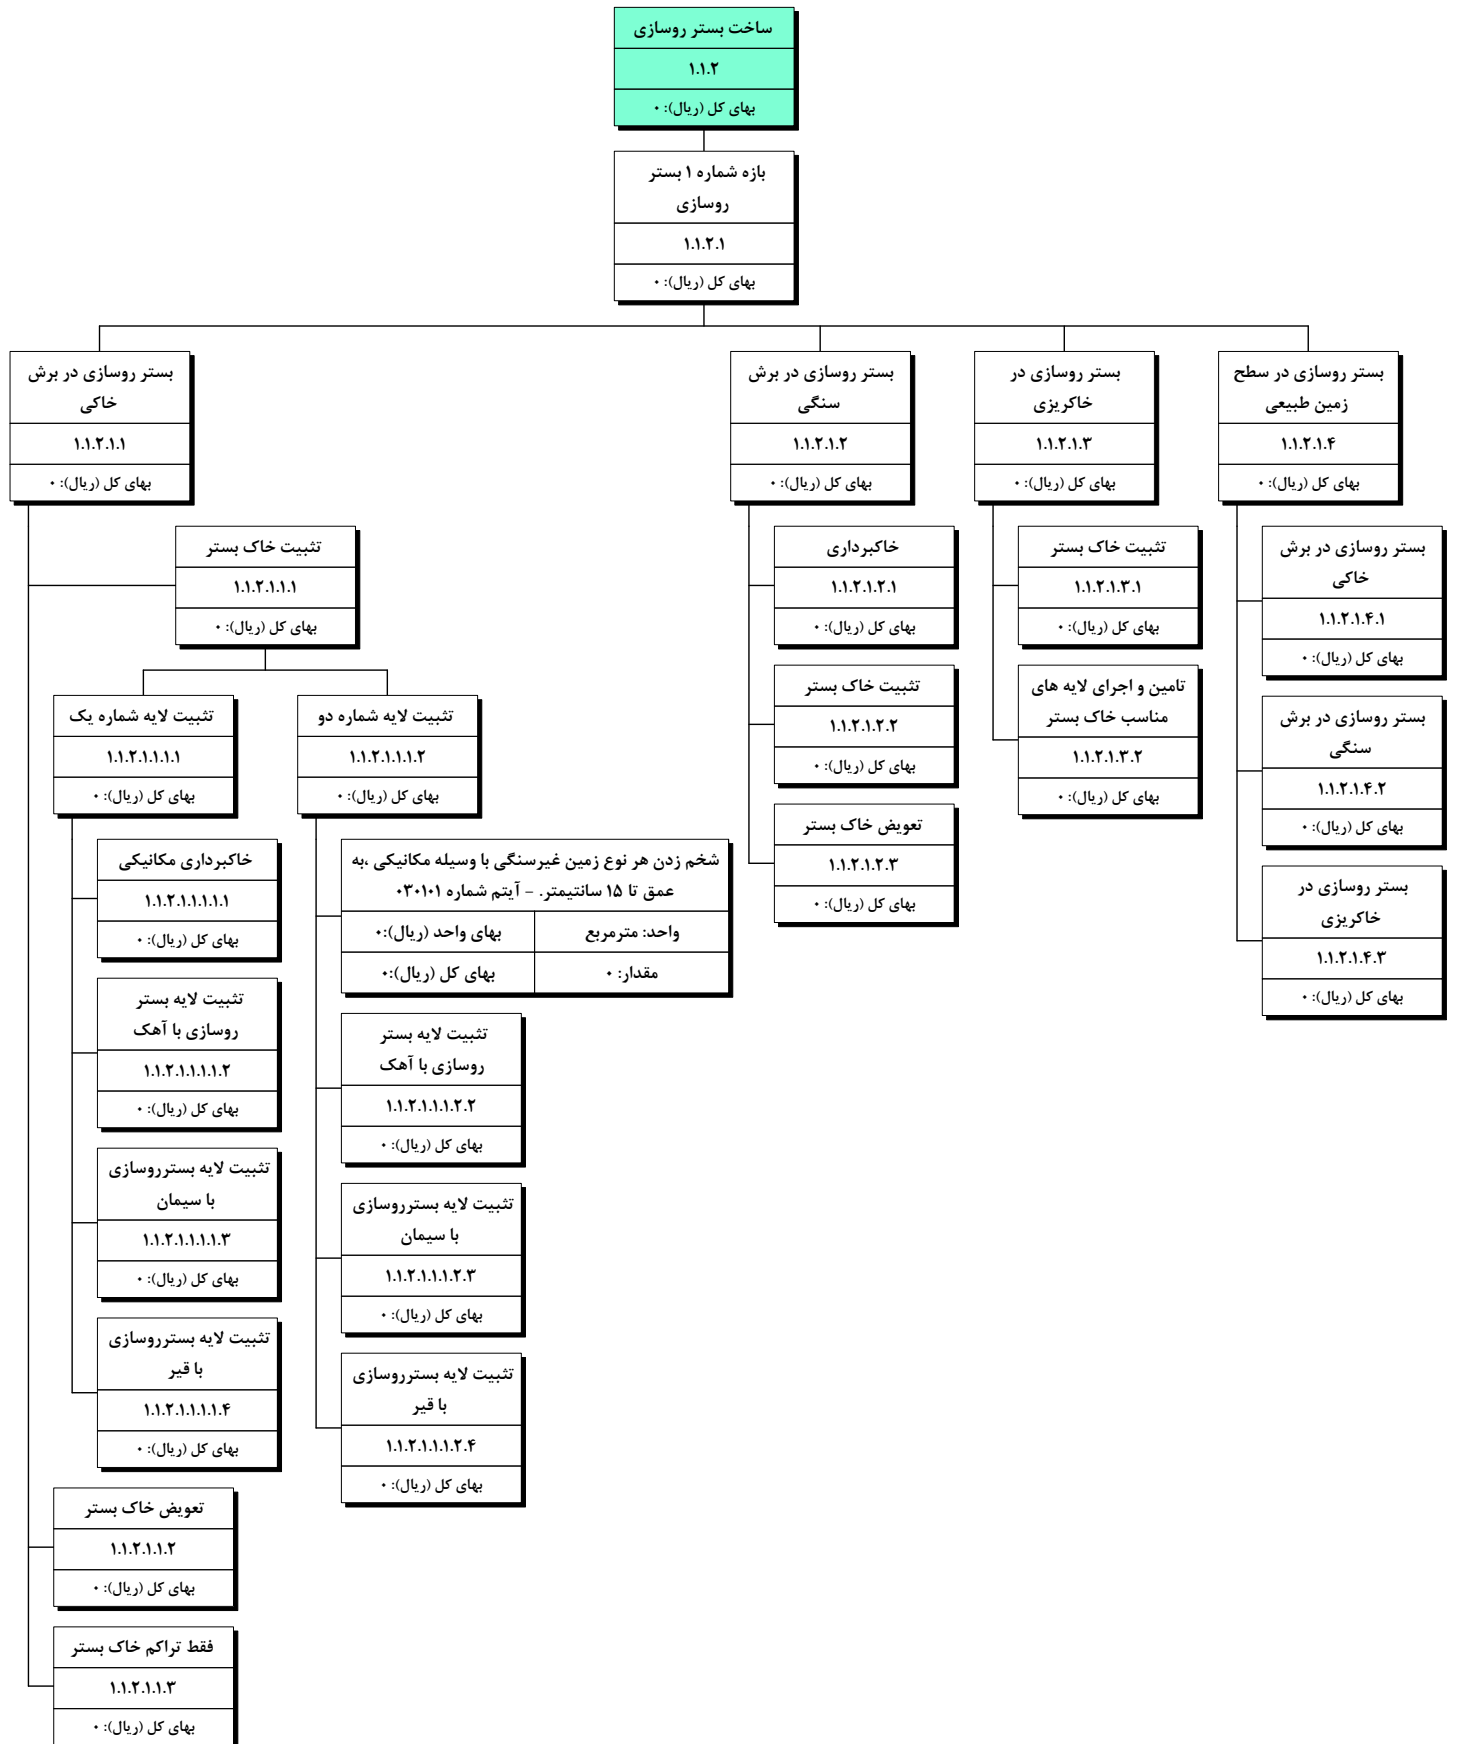 ساخت بستر روسازی
۱.۱.۲
بهای کل (ریال): ۰
بازه شماره ۱ بستر
روسازی
۱.۱.۲.۱
بهای کل (ریال): ۰
بستر روسازی در برش
خاکی
۱.۱.۲.۱.۱
بهای کل (ریال): ۰
تثبیت خاک بستر
۱.۱.۲.۱.۱.۱
بهای کل (ریال): ۰
تثبیت لایه شماره یک
۱.۱.۲.۱.۱.۱.۱
بهای کل (ریال): ۰
خاکبرداری مکانیکی
۱.۱.۲.۱.۱.۱.۱.۱
بهای کل (ریال): ۰
تثبیت لایه بستر
روسازی با آهک
۱.۱.۲.۱.۱.۱.۱.۲
بهای کل (ریال): ۰
تثبیت لایه بسترروسازی
با سیمان
۱.۱.۲.۱.۱.۱.۱.۳
بهای کل (ریال): ۰
تثبیت لایه بسترروسازی
با قیر
۱.۱.۲.۱.۱.۱.۱.۴
بهای کل (ریال): ۰
تثبیت لایه شماره دو
۱.۱.۲.۱.۱.۱.۲
بهای کل (ریال): ۰
شخم زدن هر نوع زمین غیرسنگی با وسیله مکانیکی ،به
عمق تا ۱۵ سانتیمتر. - آیتم شماره ۰۳۰۱۰۱
واحد: مترمربع
بهای واحد (ریال):۰
مقدار: ۰
بهای کل (ریال):۰
تثبیت لایه بستر
روسازی با آهک
۱.۱.۲.۱.۱.۱.۲.۲
بهای کل (ریال): ۰
تثبیت لایه بسترروسازی
با سیمان
۱.۱.۲.۱.۱.۱.۲.۳
بهای کل (ریال): ۰
تثبیت لایه بسترروسازی
با قیر
۱.۱.۲.۱.۱.۱.۲.۴
بهای کل (ریال): ۰
تعویض خاک بستر
۱.۱.۲.۱.۱.۲
بهای کل (ریال): ۰
فقط تراکم خاک بستر
۱.۱.۲.۱.۱.۳
بهای کل (ریال): ۰
بستر روسازی در برش
سنگی
۱.۱.۲.۱.۲
بهای کل (ریال): ۰
خاکبرداری
۱.۱.۲.۱.۲.۱
بهای کل (ریال): ۰
تثبیت خاک بستر
۱.۱.۲.۱.۲.۲
بهای کل (ریال): ۰
تعویض خاک بستر
۱.۱.۲.۱.۲.۳
بهای کل (ریال): ۰
بستر روسازی در
خاکریزی
۱.۱.۲.۱.۳
بهای کل (ریال): ۰
تثبیت خاک بستر
۱.۱.۲.۱.۳.۱
بهای کل (ریال): ۰
تامین و اجرای لایه های
مناسب خاک بستر
۱.۱.۲.۱.۳.۲
بهای کل (ریال): ۰
بستر روسازی در سطح
زمین طبیعی
۱.۱.۲.۱.۴
بهای کل (ریال): ۰
بستر روسازی در برش
خاکی
۱.۱.۲.۱.۴.۱
بهای کل (ریال): ۰
بستر روسازی در برش
سنگی
۱.۱.۲.۱.۴.۲
بهای کل (ریال): ۰
بستر روسازی در
خاکریزی
۱.۱.۲.۱.۴.۳
بهای کل (ریال): ۰